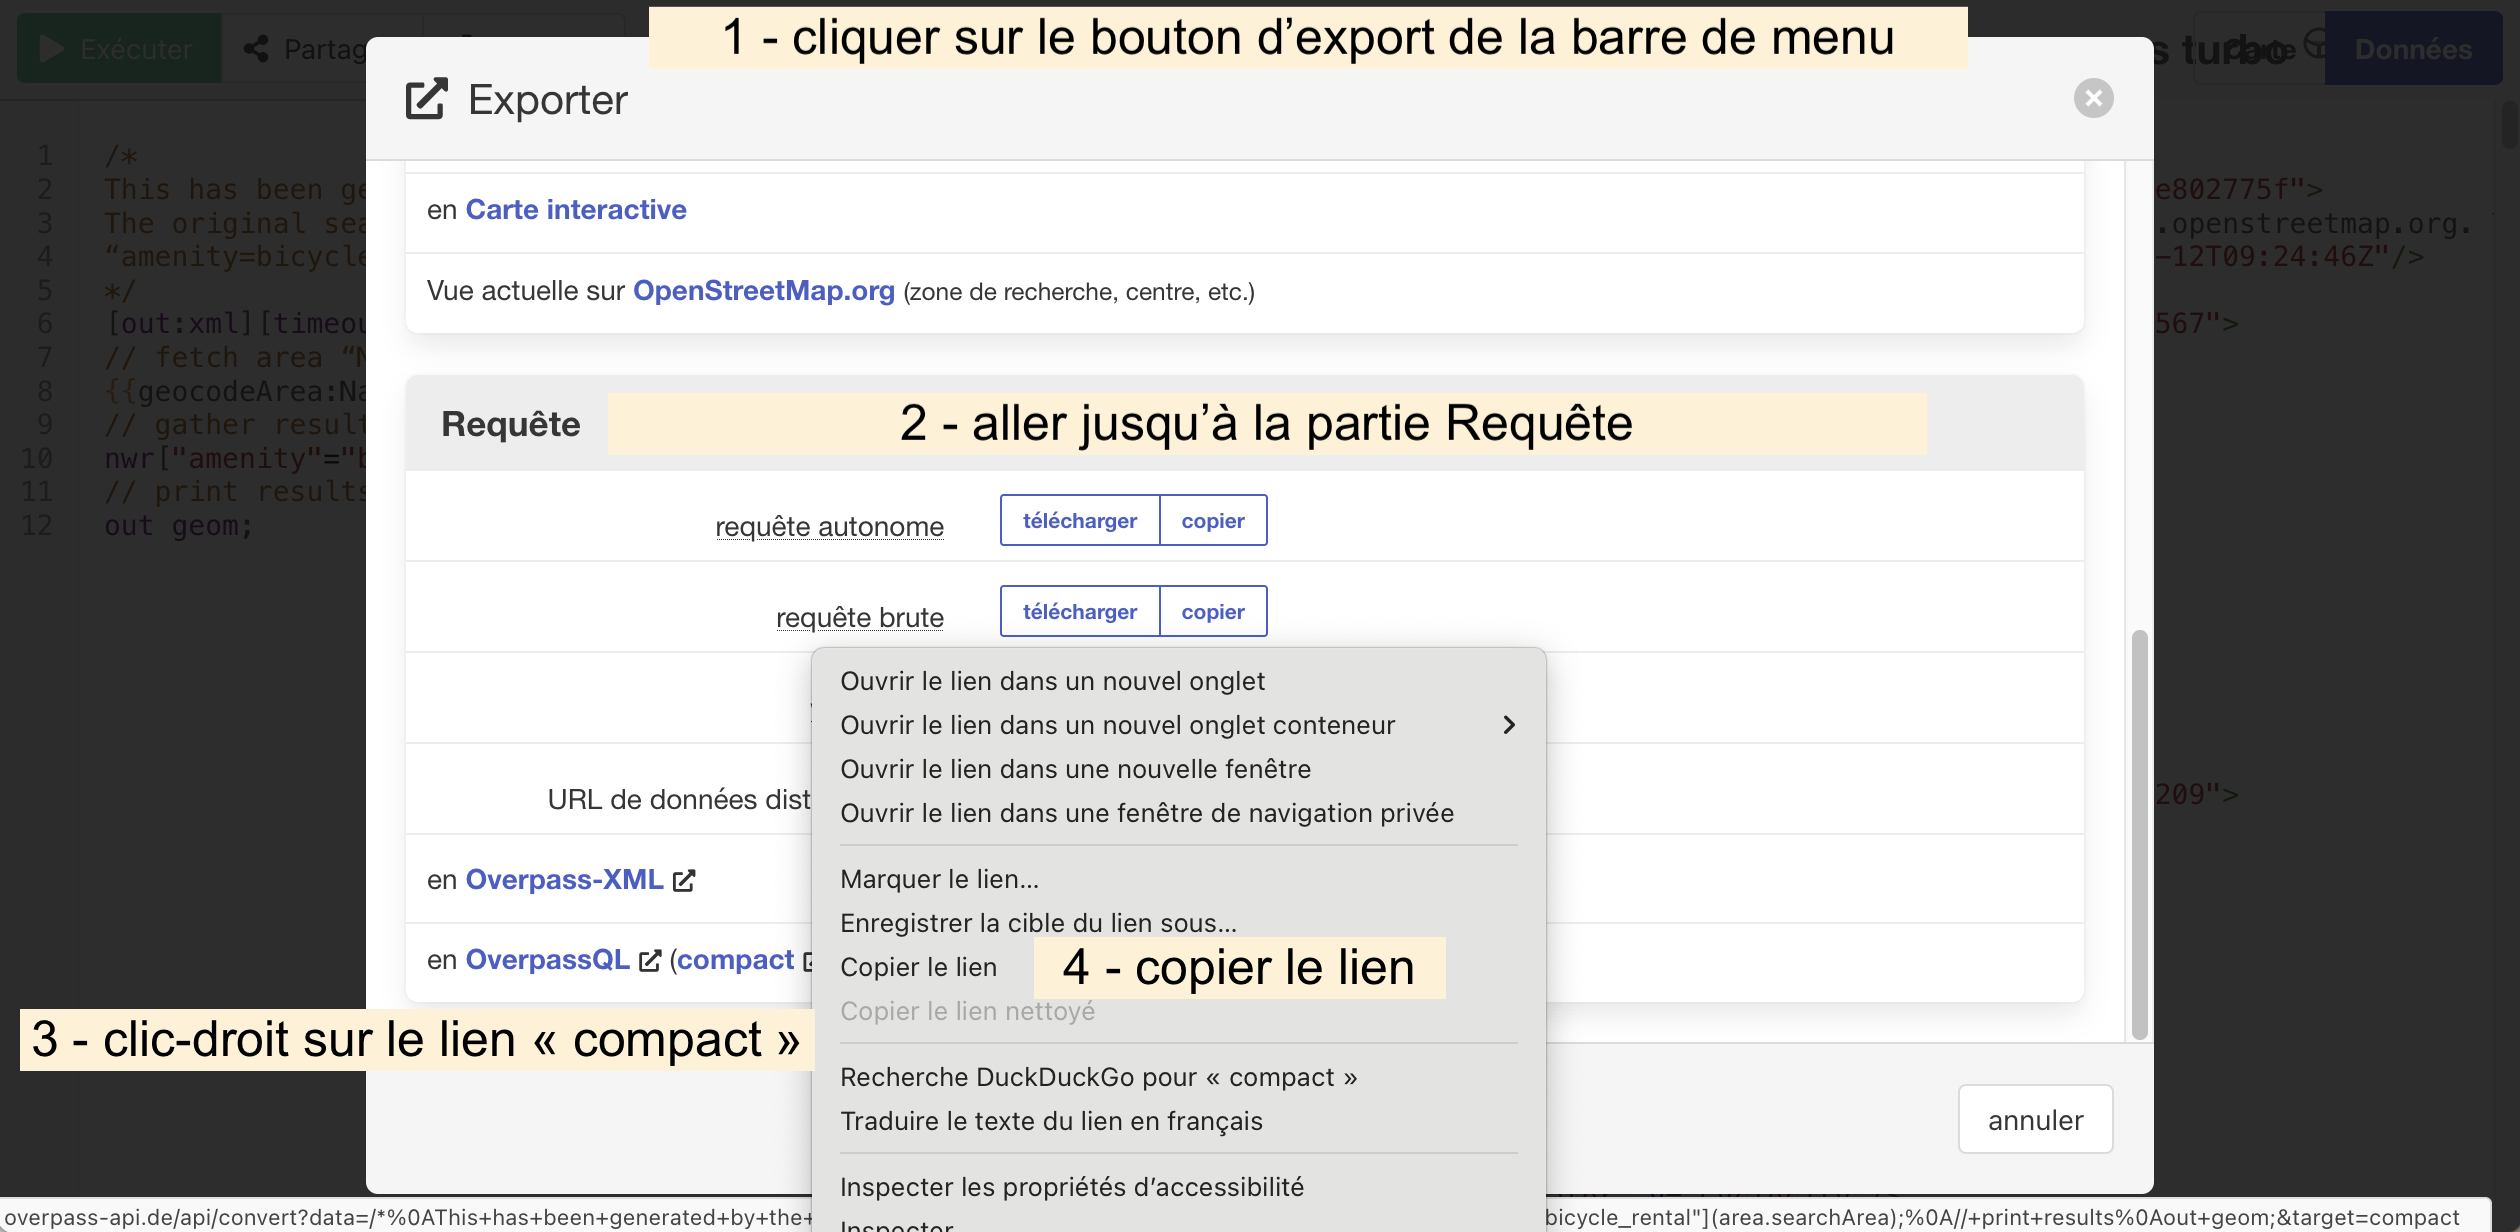 1 - cliquer sur le bouton d’export de la barre de menu
Exécuter
Partag
s turbo
Carte
Données
Exporter
1 /*
2 This has been ge
3 The original sea
4 “amenity=bicycle
5 */
6 [out:xml][timeou
7 // fetch area “N
8 {{geocodeArea:Na
9 // gather result
10 nwr["amenity"="b
11 // print results
12 out geom;
e802775f">
.openstreetmap.org.
-12T09:24:46Z"/>
567">
209">
en Carte interactive
Vue actuelle sur OpenStreetMap.org (zone de recherche, centre, etc.)
Requête
2 - aller jusqu’à la partie Requête
requête autonome télécharger copier
requête brute télécharger copier
URL de données dist
en Overpass-XML
en OverpassQL (compact
3 - clic-droit sur le lien « compact »
Ouvrir le lien dans un nouvel onglet
Ouvrir le lien dans un nouvel onglet conteneur
Ouvrir le lien dans une nouvelle fenêtre
Ouvrir le lien dans une fenêtre de navigation privée
Marquer le lien…
Enregistrer la cible du lien sous…
Copier le lien
4 - copier le lien
Copier le lien nettoyé
Recherche DuckDuckGo pour « compact »
Traduire le texte du lien en français
Inspecter les propriétés d’accessibilité
Inspecter
annuler
overpass-api.de/api/convert?data=/*%0AThis+has+been+generated+by+the+
bicycle_rental"](area.searchArea);%0A//+print+results%0Aout+geom;&target=compact